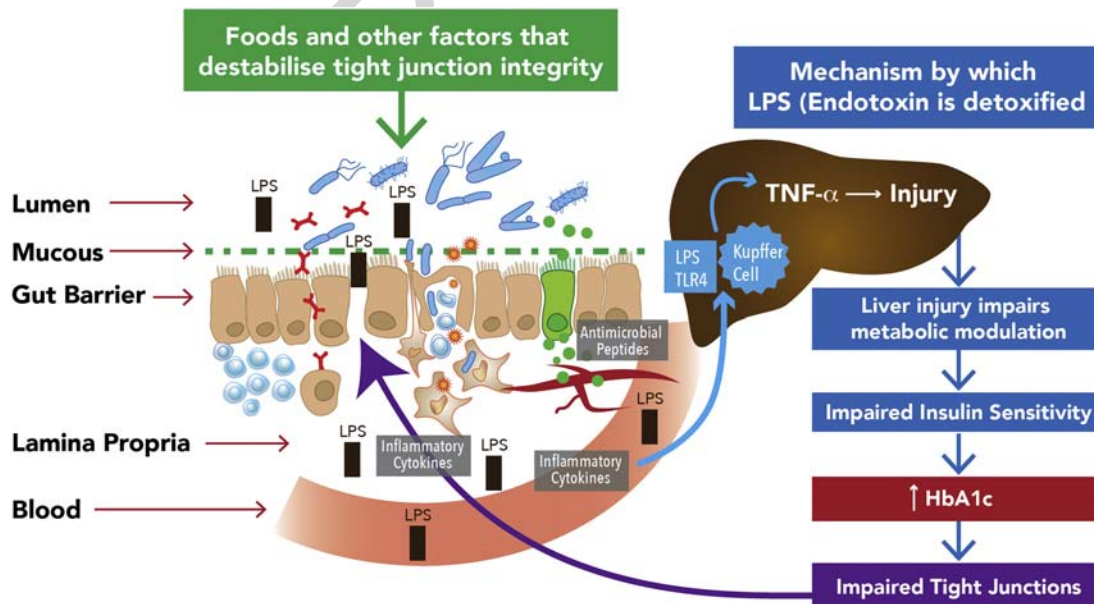 Foods and other factors that
destabilise tight junction integrity
Mechanism by which
LPS (Endotoxin is detoxified
LPS
LPS
LPS
Lumen
Mucous
Gut Barrier
TNF-α → Injury
LPS
TLR4
Kupffer
Cell
Liver injury impairs
metabolic modulation
Antimicrobial
Peptides
LPS
Impaired Insulin Sensitivity
Lamina Propria
LPS
Inflammatory
Cytokines
LPS
Inflammatory
Cytokines
↑ HbA1c
Blood
LPS
Impaired Tight Junctions